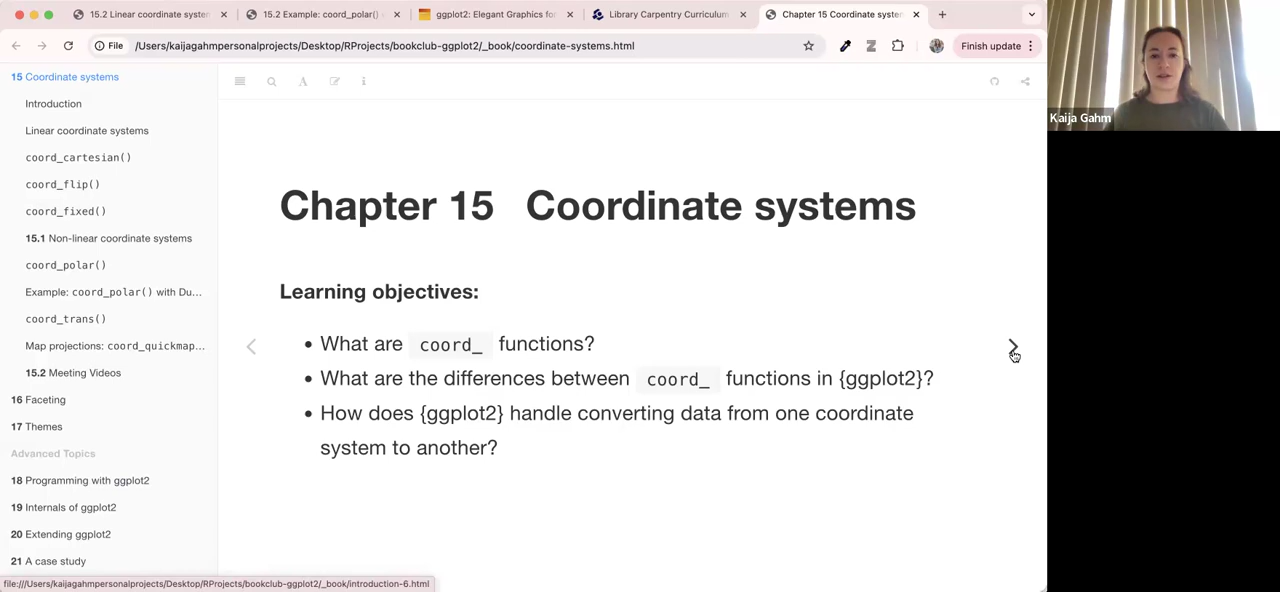 15.2 Linear coordinate system
15.2 Example: coord_polar()
ggplot2: Elegant Graphics for
Library Carpentry Curriculum
Chapter 15 Coordinate system
File
/Users/kaijagahmpersonalprojects/Desktop/RProjects/bookclub-ggplot2/_book/coordinate-systems.html
Finish update
Kaija Gahm
15 Coordinate systems
Introduction
Linear coordinate systems
coord_cartesian()
coord_flip()
coord_fixed()
15.1 Non-linear coordinate systems
coord_polar()
Example: coord_polar() with Du...
coord_trans()
Map projections: coord_quickmap...
15.2 Meeting Videos
16 Faceting
17 Themes
Advanced Topics
18 Programming with ggplot2
19 Internals of ggplot2
20 Extending ggplot2
21 A case study
Chapter 15 Coordinate systems
Learning objectives:
• What are coord_ functions?
• What are the differences between coord_ functions in {ggplot2}?
• How does {ggplot2} handle converting data from one coordinate
system to another?
file:///Users/kaijagahmpersonalprojects/Desktop/RProjects/bookclub-ggplot2/_book/introduction-6.html